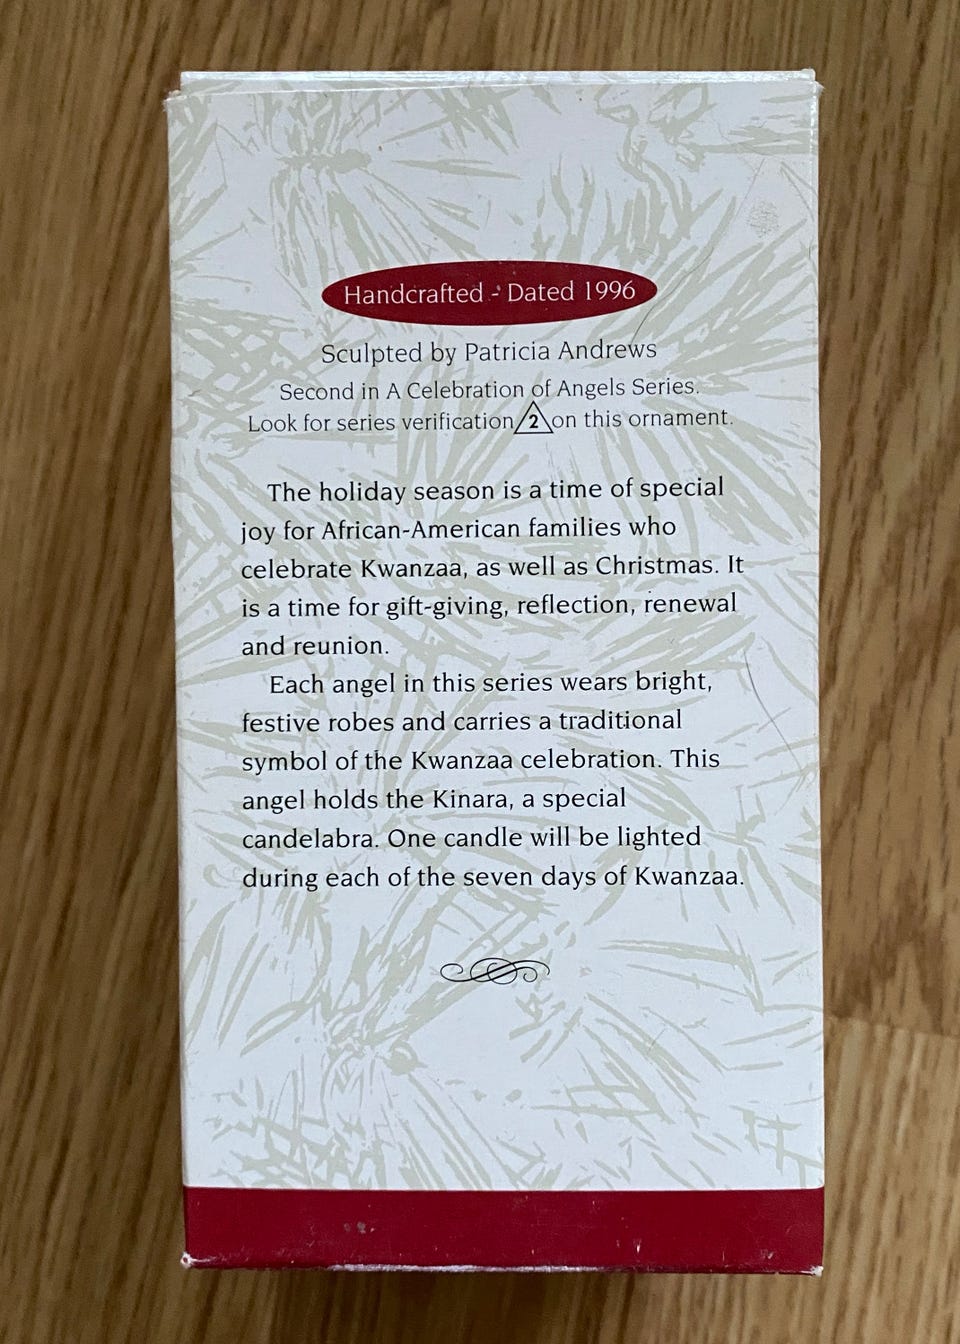 Handcrafted - Dated 1996
Sculpted by Patricia Andrews
Second in A Celebration of Angels Series.
Look for series verification 2 on this ornament.
The holiday season is a time of special
joy for African-American families who
celebrate Kwanzaa, as well as Christmas. It
is a time for gift-giving, reflection, renewal
and reunion.
Each angel in this series wears bright,
festive robes and carries a traditional
symbol of the Kwanzaa celebration. This
angel holds the Kinara, a special
candelabra. One candle will be lighted
during each of the seven days of Kwanzaa.